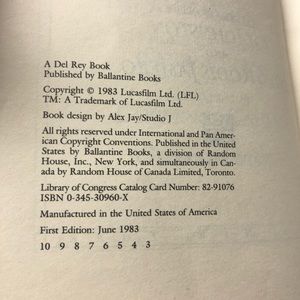 A Del Rey Book
Published by Ballantine Books
Copyright © 1983 Lucasfilm Ltd. (LFL)
TM: A Trademark of Lucasfilm Ltd.
Book design by Alex Jay/Studio J
All rights reserved under International and Pan Amer-
ican Copyright Conventions. Published in the United
States by Ballantine Books, a division of Random
House, Inc., New York, and simultaneously in Can-
ada by Random House of Canada Limited, Toronto.
Library of Congress Catalog Card Number: 82-91076
ISBN 0-345-30960-X
Manufactured in the United States of America
First Edition: June 1983
10 9 8 7 6 5 4 3